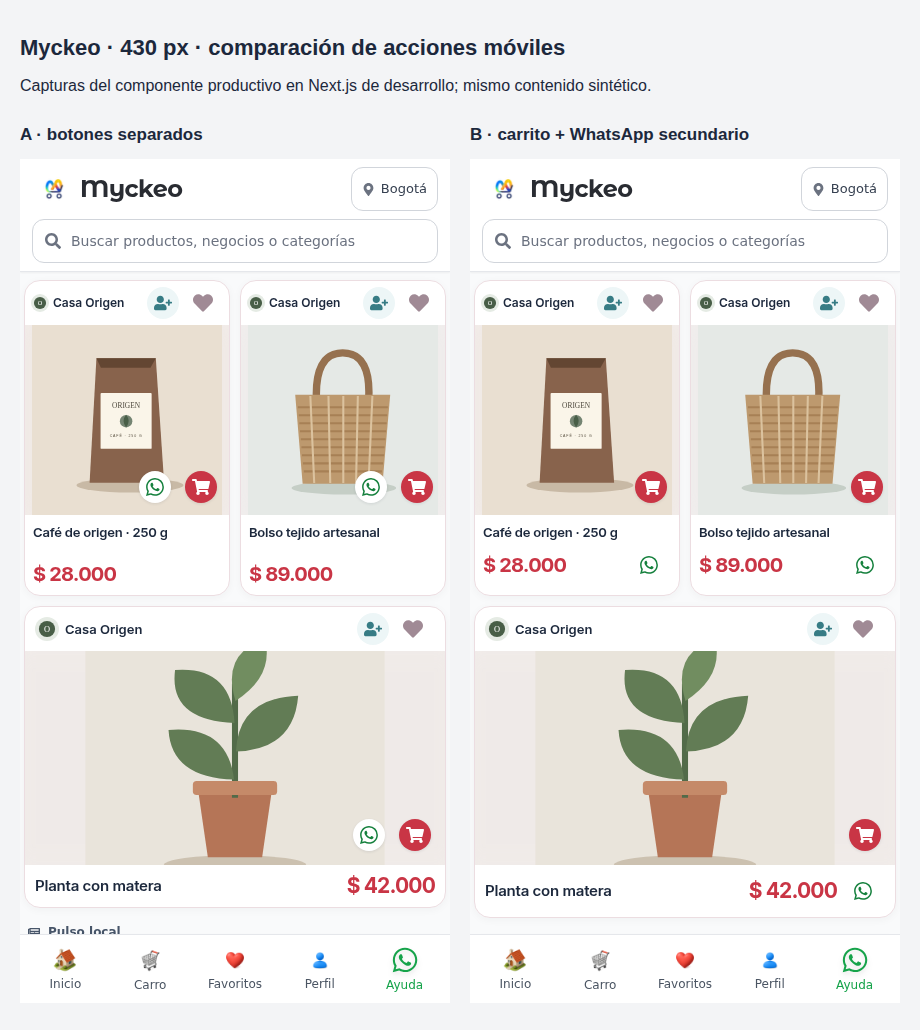 Myckeo · 430 px · comparación de acciones móviles
Capturas del componente productivo en Next.js de desarrollo; mismo contenido sintético.
A · botones separados
Myckeo
Bogotá
Buscar productos, negocios o categorías
Casa Origen
Casa Origen
ORIGEN
CAFÉ · 250 G
Café de origen · 250 g
Bolso tejido artesanal
$ 28.000
$ 89.000
Casa Origen
Planta con matera
$ 42.000
Pulso local
Inicio
Carro
Favoritos
Perfil
Ayuda
B · carrito + WhatsApp secundario
Myckeo
Bogotá
Buscar productos, negocios o categorías
Casa Origen
Casa Origen
ORIGEN
CAFÉ · 250 G
Café de origen · 250 g
Bolso tejido artesanal
$ 28.000
$ 89.000
Casa Origen
Planta con matera
$ 42.000
Inicio
Carro
Favoritos
Perfil
Ayuda